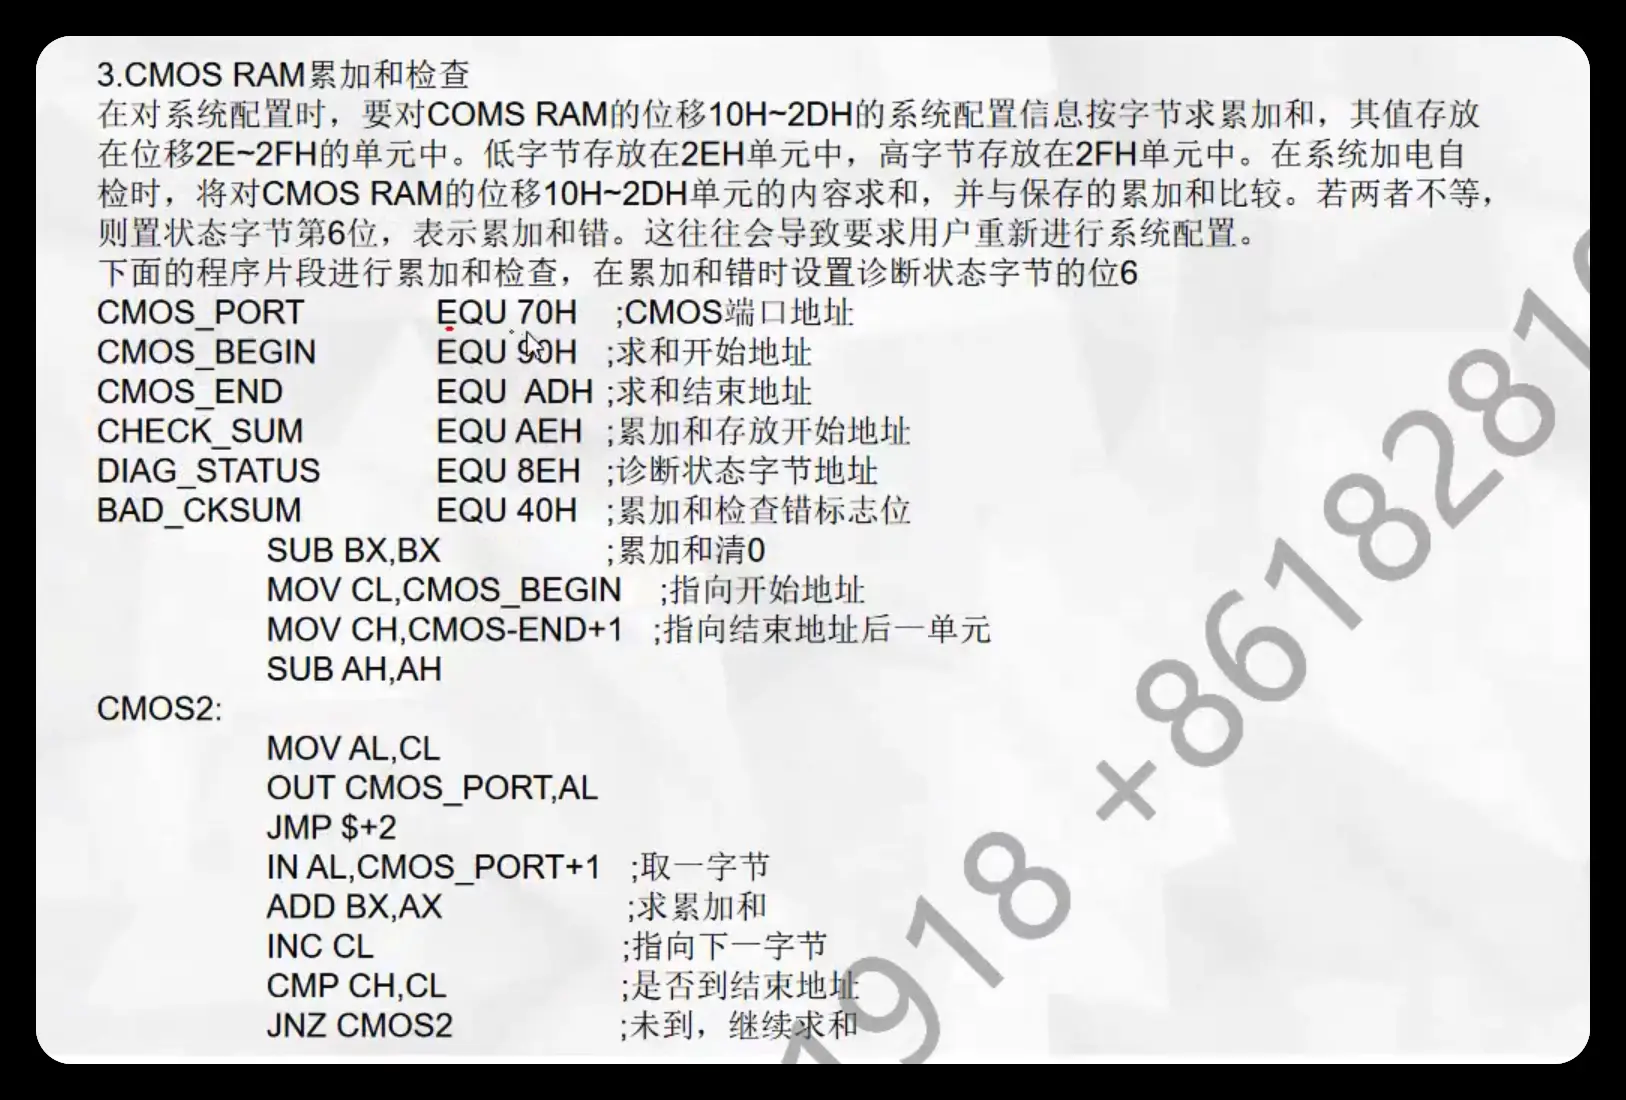 3.CMOS RAM累加和检查
在对系统配置时，要对COMS RAM的位移10H~2DH的系统配置信息按字节求累加和，其值存放
在位移2E~2FH的单元中。低字节存放在2EH单元中，高字节存放在2FH单元中。在系统加电自
检时，将对CMOS RAM的位移10H~2DH单元的内容求和，并与保存的累加和比较。若两者不等，
则置状态字节第6位，表示累加和错。这往往会导致要求用户重新进行系统配置。
下面的程序片段进行累加和检查，在累加和错时设置诊断状态字节的位6
CMOS_PORT EQU 70H ;CMOS端口地址
CMOS_BEGIN EQU 90H ;求和开始地址
CMOS_END EQU ADH ;求和结束地址
CHECK_SUM EQU AEH ;累加和存放开始地址
DIAG_STATUS EQU 8EH ;诊断状态字节地址
BAD_CKSUM EQU 40H ;累加和检查错标志位
SUB BX,BX ;累加和清0
MOV CL,CMOS_BEGIN ;指向开始地址
MOV CH,CMOS-END+1 ;指向结束地址后一单元
SUB AH,AH
CMOS2:
MOV AL,CL
OUT CMOS_PORT,AL
JMP $+2
IN AL,CMOS_PORT+1 ;取一字节
ADD BX,AX ;求累加和
INC CL ;指向下一字节
CMP CH,CL ;是否到结束地址
JNZ CMOS2 ;未到，继续求和